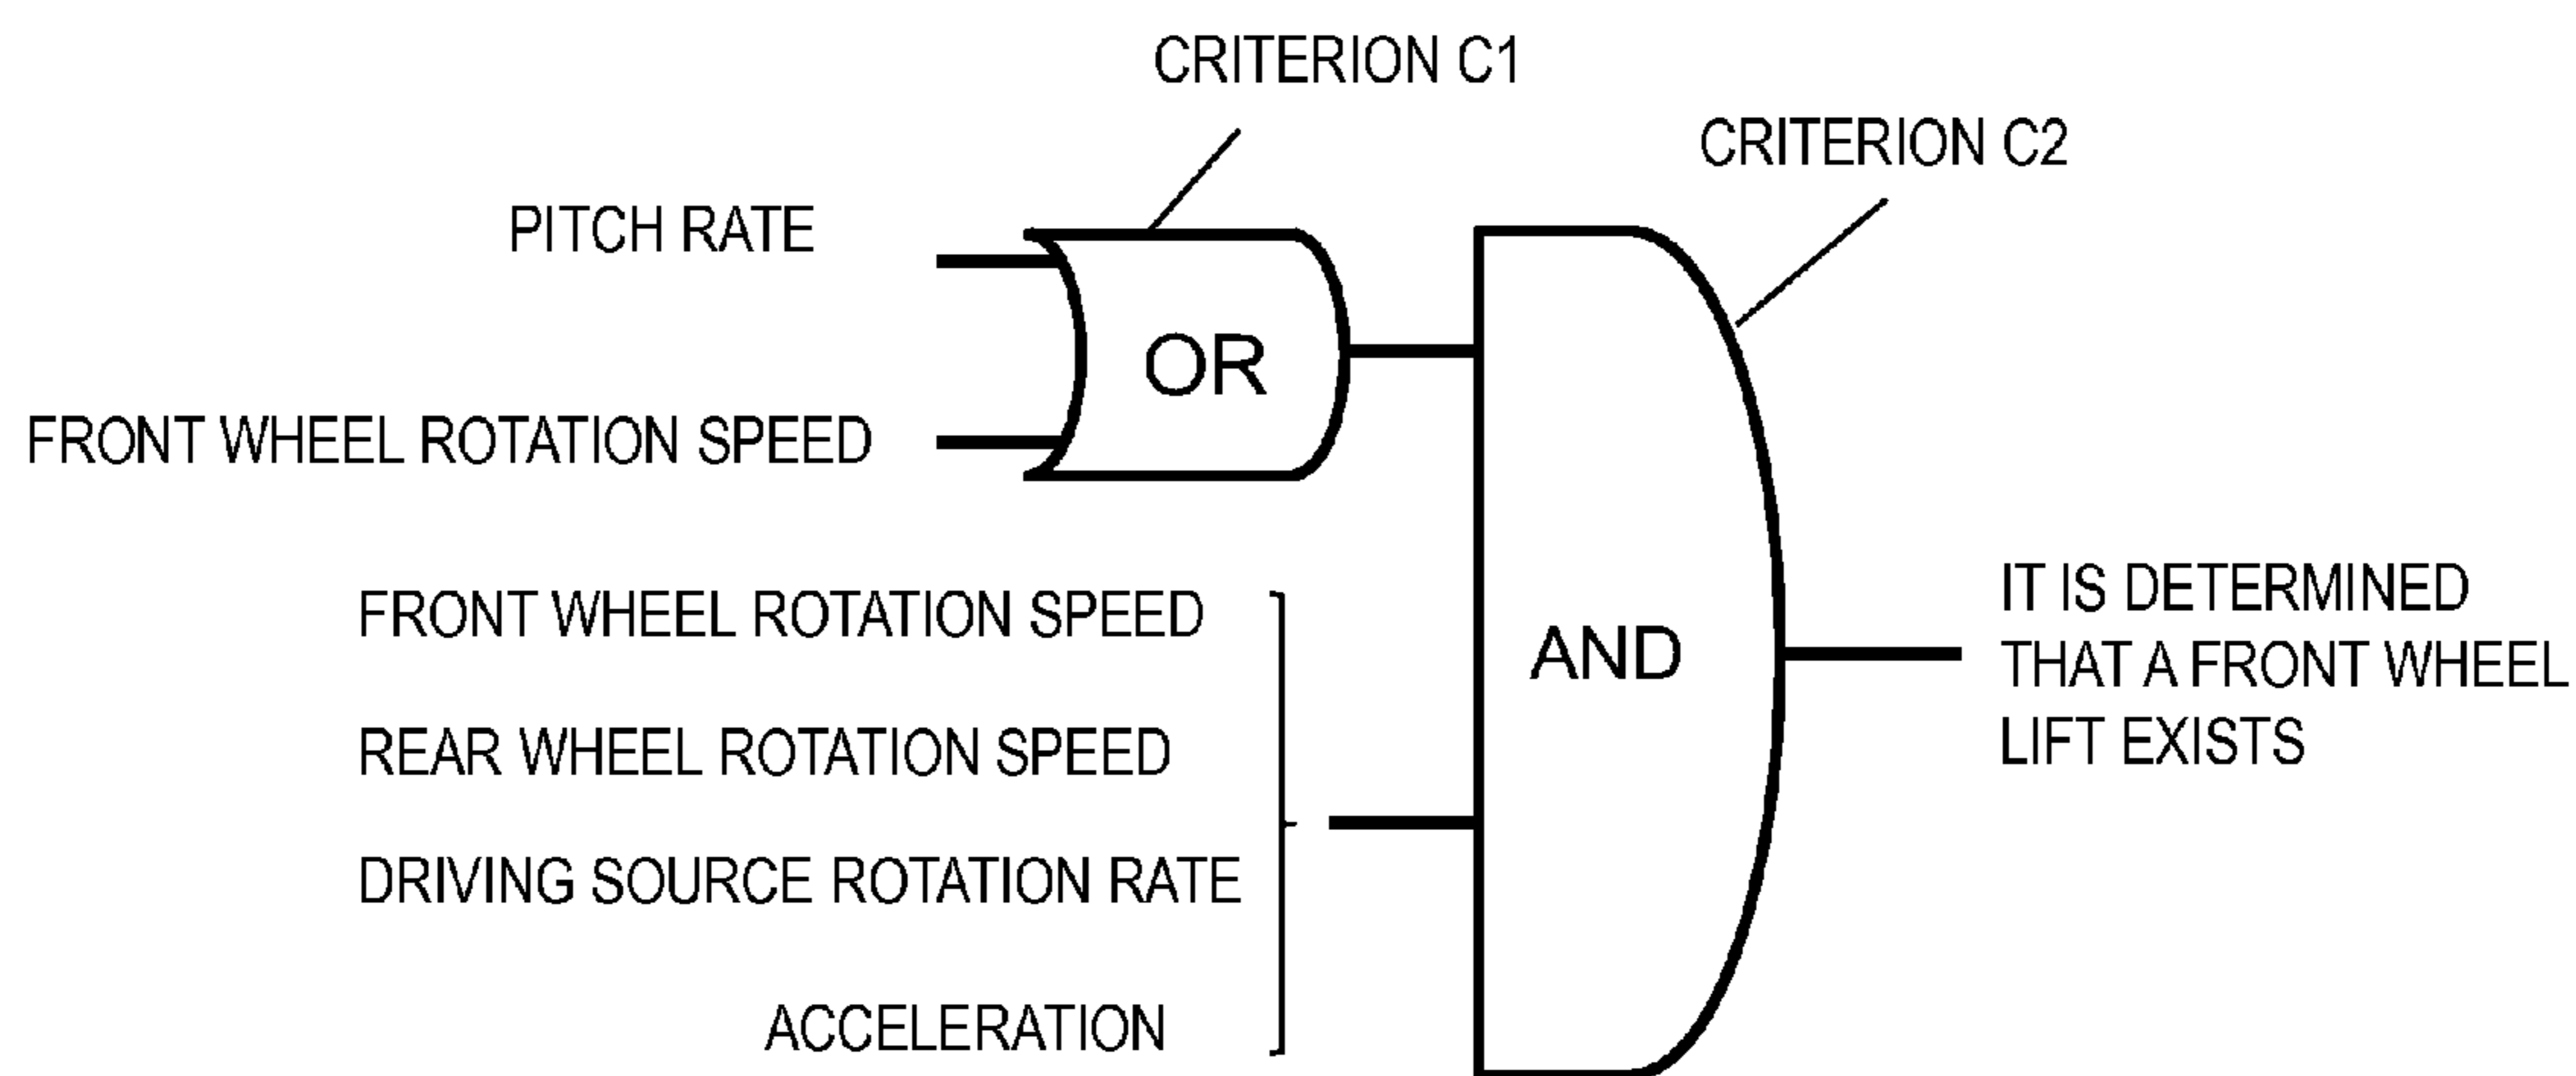 CRITERION C1
CRITERION C2
PITCH RATE
OR
FRONT WHEEL ROTATION SPEED
FRONT WHEEL ROTATION SPEED
REAR WHEEL ROTATION SPEED
DRIVING SOURCE ROTATION RATE
ACCELERATION
AND
IT IS DETERMINED
THAT A FRONT WHEEL
LIFT EXISTS